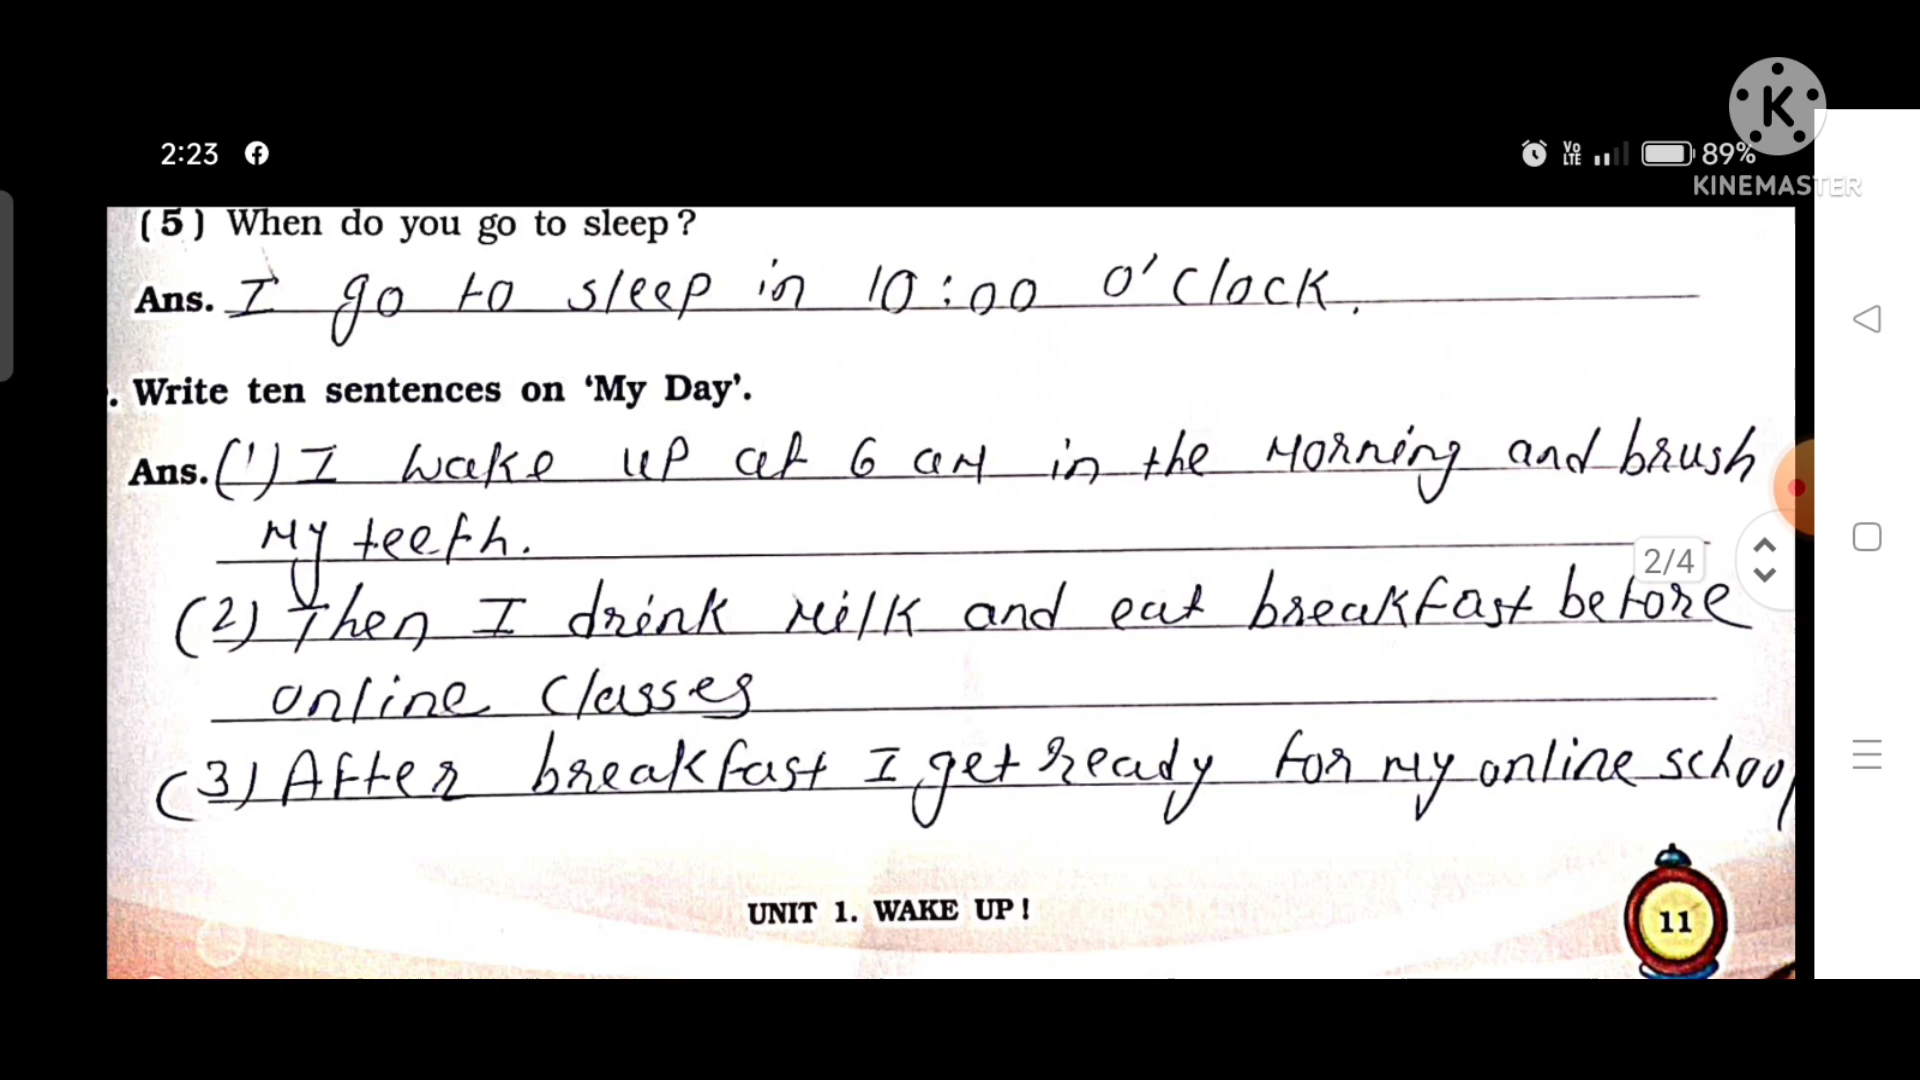 2:23
Vo LTE
89%
KINEMASTER
(5) When do you go to sleep?
Ans. I go to sleep in 10:00 o'clock.
. Write ten sentences on ‘My Day’.
Ans. (1) I wake up at 6 am in the morning and brush
my teeth.
2/4
(2) Then I drink milk and eat breakfast before
online classes
(3) After breakfast I get ready for my online school
UNIT 1. WAKE UP!
11